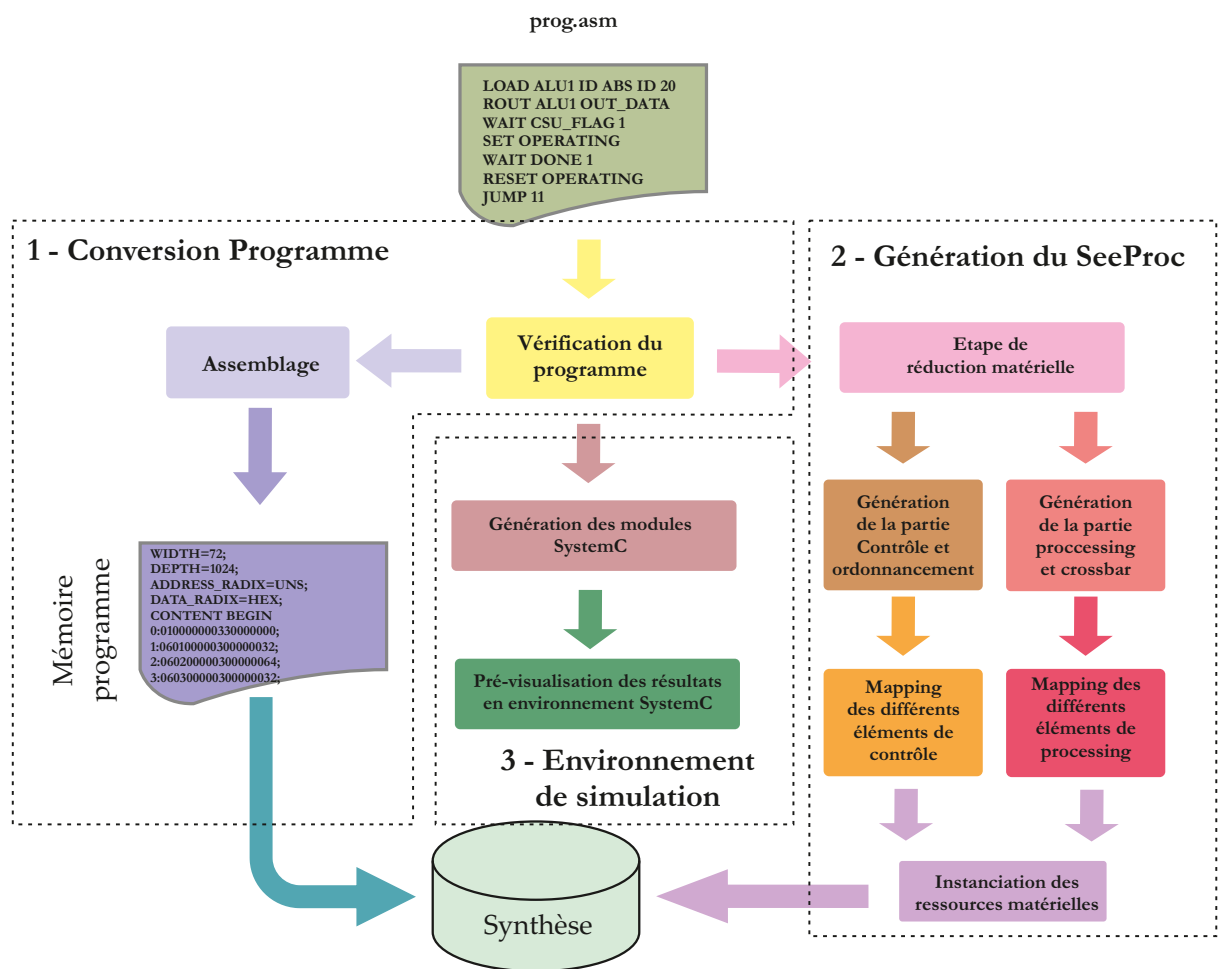 prog.asm
LOAD ALU1 ID ABS ID 20
ROUT ALU1 OUT_DATA
WAIT CSU_FLAG 1
SET OPERATING
WAIT DONE 1
RESET OPERATING
JUMP 11
1 - Conversion Programme
2 - Génération du SeeProc
Assemblage
Vérification du
programme
Etape de
réduction matérielle
Mémoire
programme
WIDTH=72;
DEPTH=1024;
ADDRESS_RADIX=UNS;
DATA_RADIX=HEX;
CONTENT BEGIN
0:010000000330000000;
1:060100000300000032;
2:060200000300000064;
3:060300000300000032;
Génération des modules
SystemC
Pré-visualisation des résultats
en environnement SystemC
3 - Environnement
de simulation
Génération
de la partie
Contrôle et
ordonnancement
Génération
de la partie
proccessing
et crossbar
Mapping
des différents
éléments de
contrôle
Mapping des
différents
éléments de
processing
Instanciation des
ressources matérielles
Synthèse